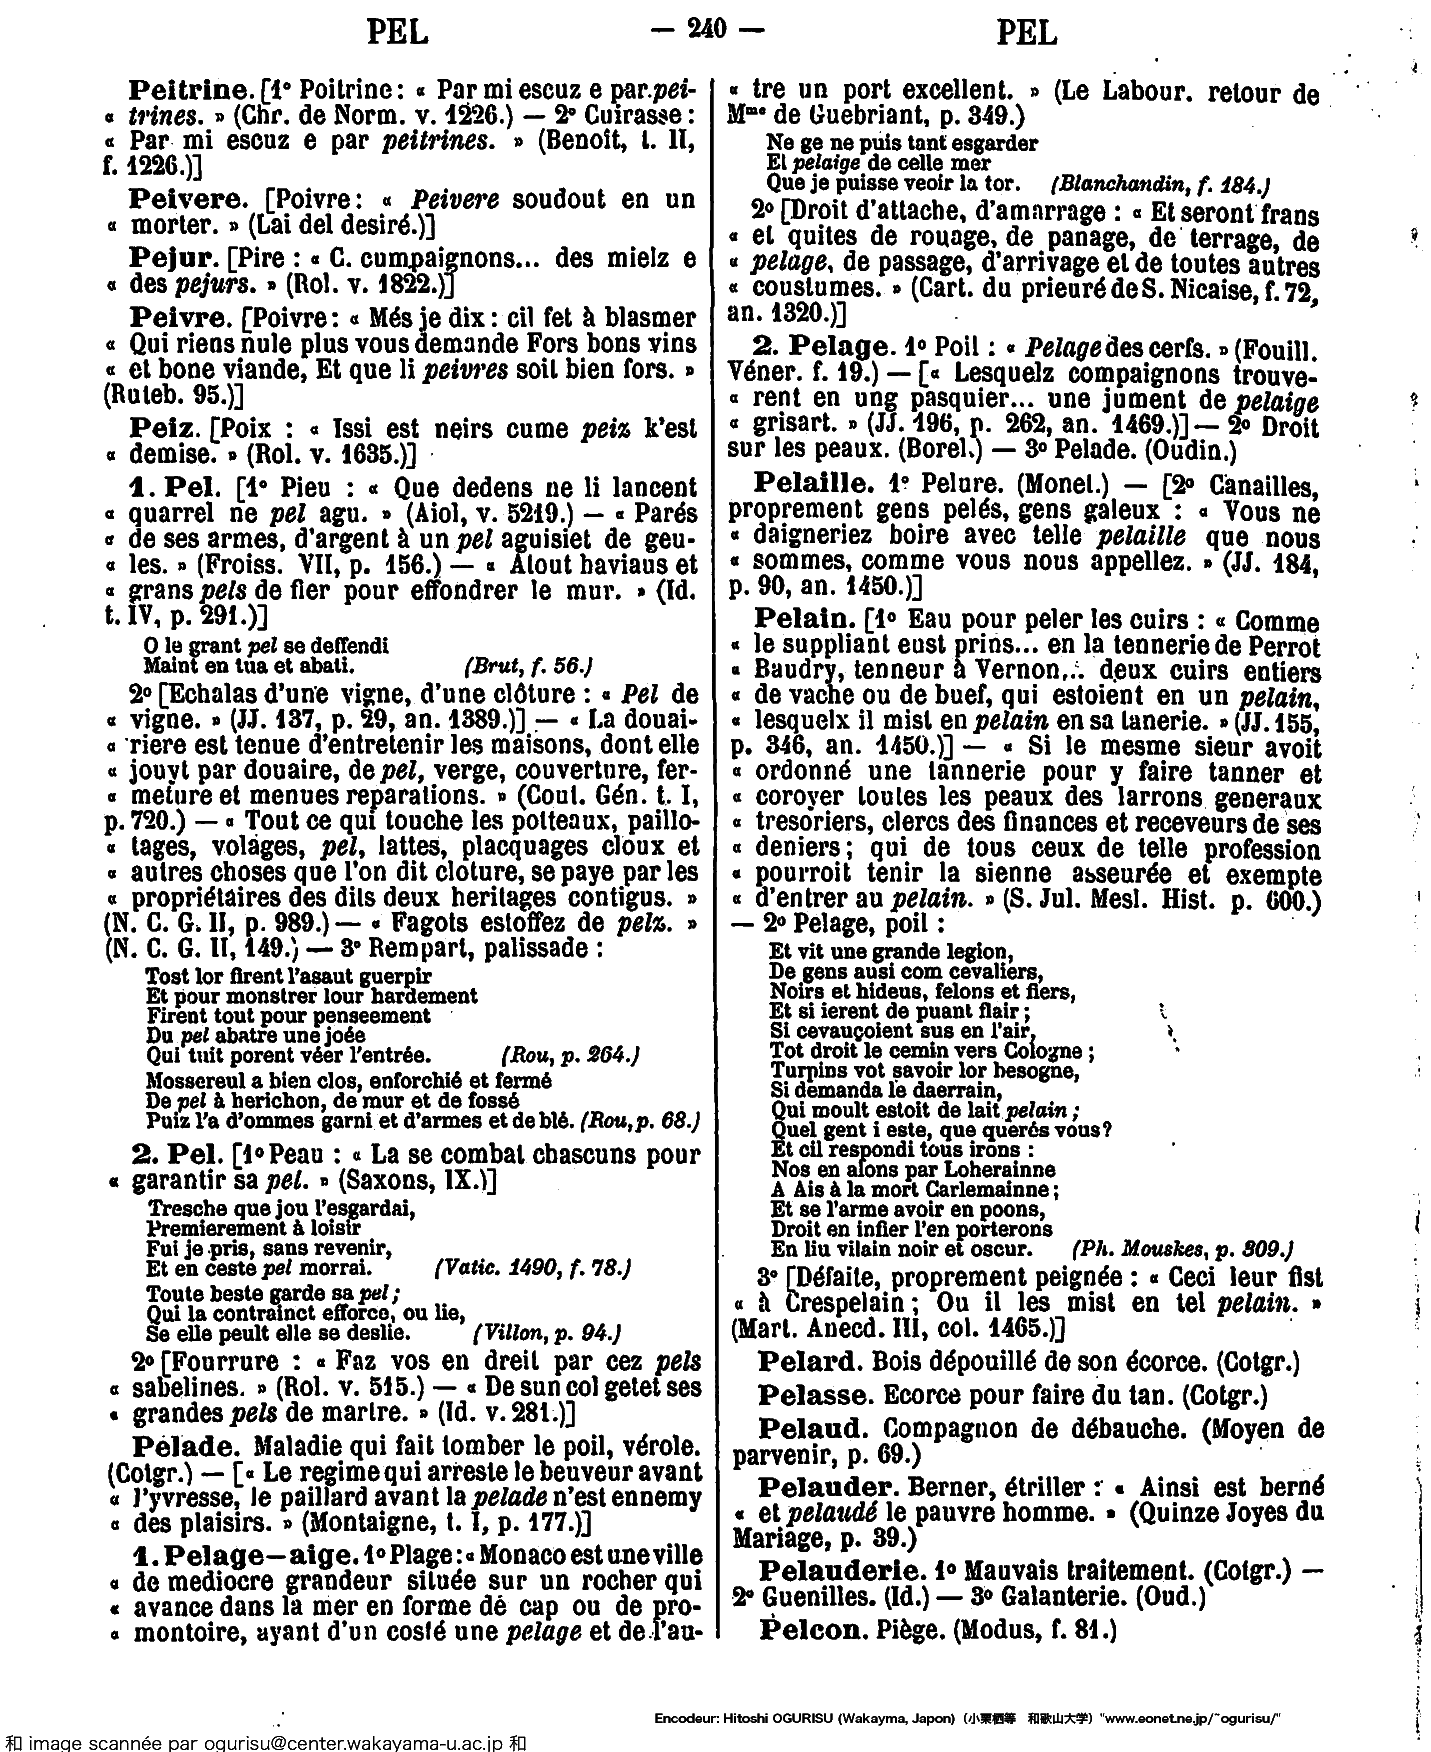 PEL — 240 — PEL
Peitrine. [1° Poitrine : « Par mi escuz e par pei-
« trines. » (Chr. de Norm. v. 1226.) — 2° Cuirasse :
« Par mi escuz e par peitrines. » (Benoît, t. II,
f. 1226.)]
Peivere. [Poivre : « Peivere soudout en un
« morter. » (Lai del desiré.)]
Pejur. [Pire : « C. cumpaignons... des mielz e
« des pejurs. » (Rol. v. 1822.)]
Peivre. [Poivre : « Més je dix : cil fet à blasmer
« Qui riens nule plus vous demande Fors bons vins
« et bone viande, Et que li peivres soit bien fors. »
(Ruteb. 95.)]
Peiz. [Poix : « Issi est neirs cume peiz k'est
« demise. » (Rol. v. 1635.)]
1. Pel. [1° Pieu : « Que dedens ne li lancent
« quarrel ne pel agu. » (Aiol, v. 5219.) — « Parés
« de ses armes, d'argent à un pel aguisiet de geu-
« les. » (Froiss. VII, p. 156.) — « Atout haviaus et
« grans pels de fier pour effondrer le mur. » (Id.
t. IV, p. 291.)]
O le grant pel se deffendi
Maint en tua et abati. (Brut, f. 56.)
2° [Echalas d'une vigne, d'une clôture : « Pel de
« vigne. » (JJ. 137, p. 29, an. 1389.)] — « La douai-
« riere est tenue d'entretenir les maisons, dont elle
« jouyt par douaire, de pel, verge, couverture, fer-
« meture et menues reparations. » (Cout. Gén. t. I,
p. 720.) — « Tout ce qui touche les potteaux, paillo-
« tages, volages, pel, lattes, placquages cloux et
« autres choses que l'on dit cloture, se paye par les
« propriétaires des dits deux heritages contigus. »
(N. C. G. II, p. 989.) — « Fagots estoffez de pelz. »
(N. C. G. II, 149.) — 3° Rempart, palissade :
Tost lor firent l'asaut guerpir
Et pour monstrer lour hardement
Firent tout pour penseement
Du pel abatre une joée
Qui tuit porent véer l'entrée. (Rou, p. 264.)
Mossereul a bien clos, enforchié et fermé
De pel à herichon, de mur et de fossé
Puiz l'a d'ommes garni et d'armes et de blé. (Rou, p. 68.)
2. Pel. [1° Peau : « La se combat chascuns pour
« garantir sa pel. » (Saxons, IX.)]
Tresche que jou l'esgardai,
Premierement à loisir
Fui je pris, sans revenir,
Et en ceste pel morrai. (Vatic. 1490, f. 78.)
Toute beste garde sa pel ;
Qui la contrainct efforce, ou lie,
Se elle peult elle se deslie. (Villon, p. 94.)
2° [Fourrure : « Faz vos en dreit par cez pels
« sabelines. » (Rol. v. 515.) — « De sun col getet ses
« grandes pels de martre. » (Id. v. 281.)]
Pelade. Maladie qui fait tomber le poil, vérole.
(Cotgr.) — [« Le regime qui arreste le beuveur avant
« l'yvresse, le paillard avant la pelade n'est ennemy
« des plaisirs. » (Montaigne, t. I, p. 177.)]
1. Pelage-aige. 1° Plage : « Monaco est une ville
« de mediocre grandeur située sur un rocher qui
« avance dans la mer en forme de cap ou de pro-
« montoire, ayant d'un costé une pelage et de l'au-
« tre un port excellent. » (Le Labour. retour de
Mme de Guebriant, p. 349.)
Ne ge ne puis tant esgarder
El pelaige de celle mer
Que je puisse veoir la tor. (Blanchandin, f. 184.)
2° [Droit d'attache, d'amarrage : « Et seront frans
« et quites de rouage, de panage, de terrage, de
« pelage, de passage, d'arrivage et de toutes autres
« coustumes. » (Cart. du prieuré de S. Nicaise, f. 72,
an. 1320.)]
2. Pelage. 1° Poil : « Pelage des cerfs. » (Fouill.
Véner. f. 19.) — [« Lesquelz compaignons trouve-
« rent en ung pasquier... une jument de pelaige
« grisart. » (JJ. 196, p. 262, an. 1469.)] — 2° Droit
sur les peaux. (Borel.) — 3° Pelade. (Oudin.)
Pelaille. 1° Pelure. (Monet.) — [2° Canailles,
proprement gens pelés, gens galeux : « Vous ne
« daigneriez boire avec telle pelaille que nous
« sommes, comme vous nous appellez. » (JJ. 184,
p. 90, an. 1450.)]
Pelain. [1° Eau pour peler les cuirs : « Comme
« le suppliant eust prins... en la tennerie de Perrot
« Baudry, tenneur à Vernon... deux cuirs entiers
« de vache ou de buef, qui estoient en un pelain,
« lesquelx il mist en pelain en sa tanerie. » (JJ. 155,
p. 346, an. 1450.)] — « Si le mesme sieur avoit
« ordonné une tannerie pour y faire tanner et
« coroyer toutes les peaux des larrons generaux
« tresoriers, clercs des finances et receveurs de ses
« deniers ; qui de tous ceux de telle profession
« pourroit tenir la sienne asseurée et exempte
« d'entrer au pelain. » (S. Jul. Mesl. Hist. p. 600.)
— 2° Pelage, poil :
Et vit une grande legion,
De gens ausi com cevaliers,
Noirs et hideus, felons et fiers,
Et si ierent de puant flair ;
Si cevauçoient sus en l'air,
Tot droit le cemin vers Cologne ;
Turpins vot savoir lor besogne,
Si demanda le daerrain,
Qui moult estoit de lait pelain ;
Quel gent i este, que querés vous ?
Et cil respondi tous irons :
Nos en alons par Loherainne
A Ais à la mort Carlemainne ;
Et se l'arme avoir en poons,
Droit en infier l'en porterons
En liu vilain noir et oscur. (Ph. Mouskes, p. 309.)
3° [Défaite, proprement peignée : « Ceci leur fist
« à Crespelain ; Ou il les mist en tel pelain. »
(Mart. Anecd. III, col. 1465.)]
Pelard. Bois dépouillé de son écorce. (Cotgr.)
Pelasse. Ecorce pour faire du tan. (Cotgr.)
Pelaud. Compagnon de débauche. (Moyen de
parvenir, p. 69.)
Pelauder. Berner, étriller : « Ainsi est berné
« et pelaudé le pauvre homme. » (Quinze Joyes du
Mariage, p. 39.)
Pelauderie. 1° Mauvais traitement. (Cotgr.) —
2° Guenilles. (Id.) — 3° Galanterie. (Oud.)
Pelcon. Piège. (Modus, f. 81.)
Encodeur: Hitoshi OGURISU (Wakayma, Japon) (小栗栖等 和歌山大学) "www.eonet.ne.jp/~ogurisu/"
和 image scannée par ogurisu@center.wakayama-u.ac.jp 和